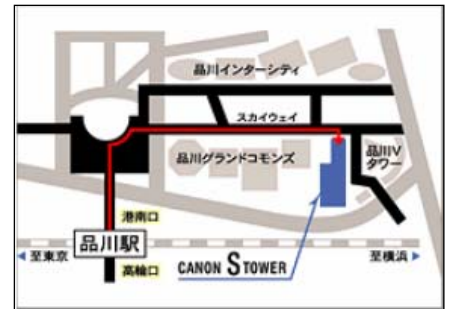 品川インターシティ
スカイウェイ
品川グランドコモンズ
品川V
タワー
港南口
品川駅
高輪口
◀至東京
CANON S TOWER
至横浜▶